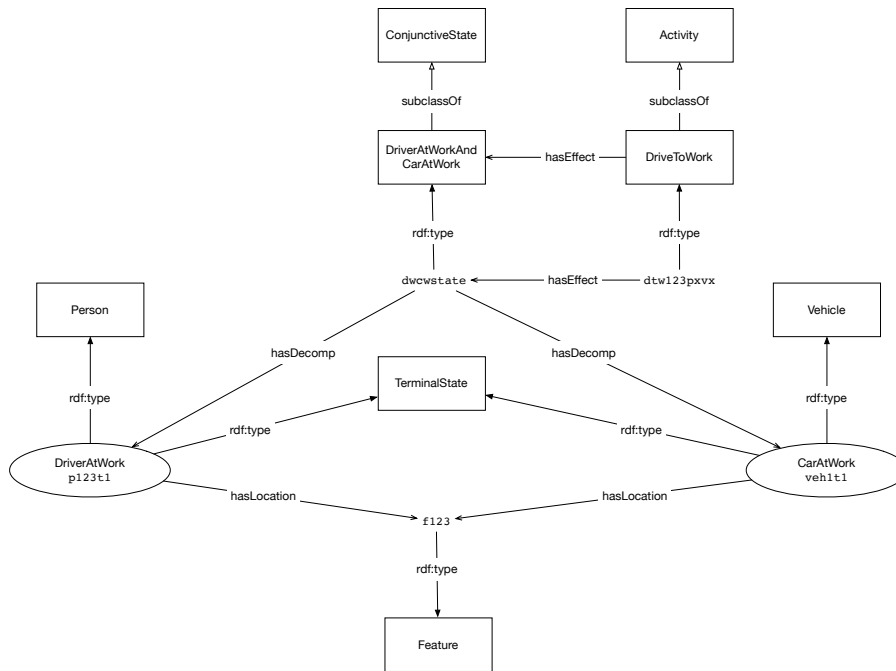 ConjunctiveState
Activity
subclassOf
subclassOf
DriverAtWorkAnd
CarAtWork
hasEffect
DriveToWork
rdf:type
rdf:type
dwcwstate
hasEffect
dtw123pxvx
Person
Vehicle
hasDecomp
hasDecomp
rdf:type
TerminalState
rdf:type
rdf:type
rdf:type
DriverAtWork
p123t1
CarAtWork
veh1t1
hasLocation
hasLocation
f123
rdf:type
Feature